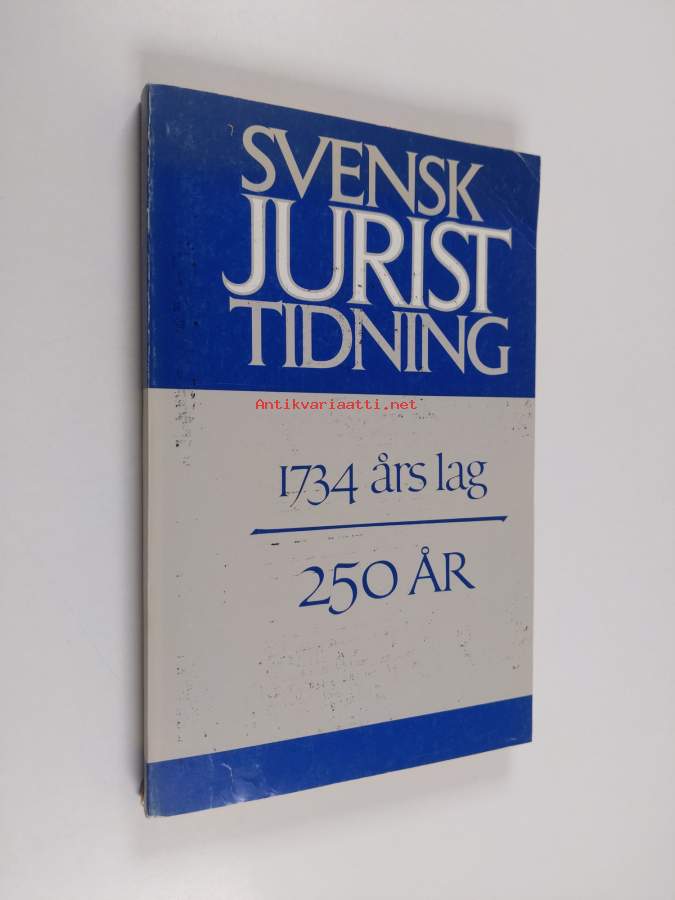 SVENSK
JURIST
TIDNING
Antikvariaatti.net
1734 års lag
250 ÅR